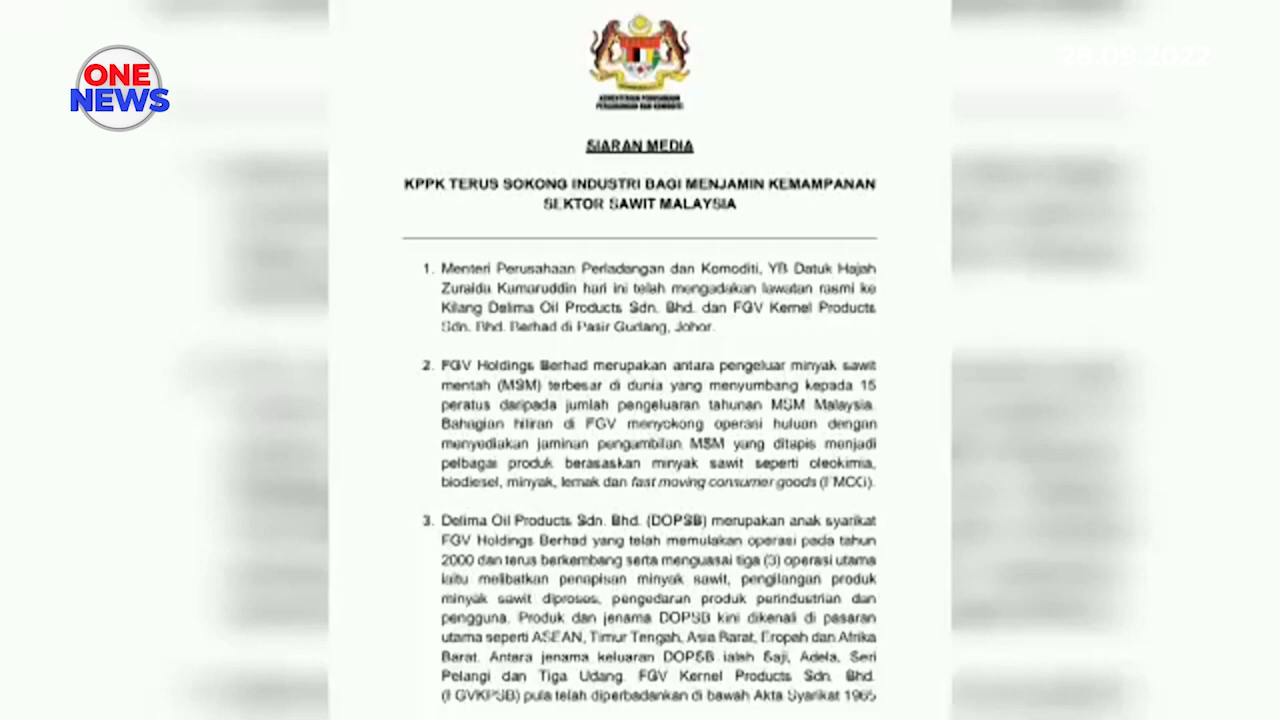 ONE
NEWS
28.09.2022
KEMENTERIAN PERUSAHAAN
PERLADANGAN DAN KOMODITI
SIARAN MEDIA
KPPK TERUS SOKONG INDUSTRI BAGI MENJAMIN KEMAMPANAN
SEKTOR SAWIT MALAYSIA
1. Menteri Perusahaan Perladangan dan Komoditi, YB Datuk Hajah
Zuraida Kamaruddin hari ini telah mengadakan lawatan rasmi ke
Kilang Delima Oil Products Sdn. Bhd. dan FGV Kernel Products
Sdn. Bhd. Berhad di Pasir Gudang, Johor.
2. FGV Holdings Berhad merupakan antara pengeluar minyak sawit
mentah (MSM) terbesar di dunia yang menyumbang kepada 15
peratus daripada jumlah pengeluaran tahunan MSM Malaysia.
Bahagian hiliran di FGV menyokong operasi huluan dengan
menyediakan jaminan pengambilan MSM yang ditapis menjadi
pelbagai produk berasaskan minyak sawit seperti oleokimia,
biodiesel, minyak, lemak dan fast moving consumer goods (FMCG).
3. Delima Oil Products Sdn. Bhd. (DOPSB) merupakan anak syarikat
FGV Holdings Berhad yang telah memulakan operasi pada tahun
2000 dan terus berkembang serta menguasai tiga (3) operasi utama
iaitu melibatkan penapisan minyak sawit, pengilangan produk
minyak sawit diproses, pengedaran produk perindustrian dan
pengguna. Produk dan jenama DOPSB kini dikenali di pasaran
utama seperti ASEAN, Timur Tengah, Asia Barat, Eropah dan Afrika
Barat. Antara jenama keluaran DOPSB ialah Saji, Adela, Seri
Pelangi dan Tiga Udang. FGV Kernel Products Sdn. Bhd.
(FGVKPSB) pula telah diperbadankan di bawah Akta Syarikat 1965